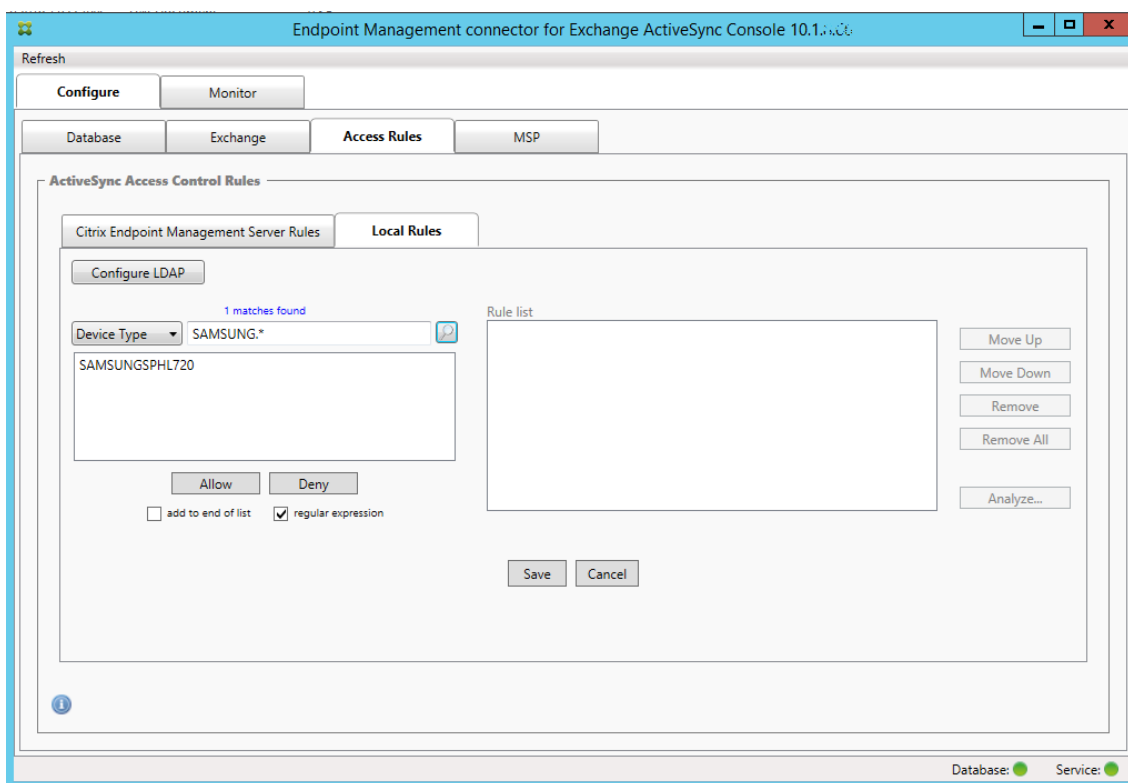 Endpoint Management connector for Exchange ActiveSync Console
Refresh
Configure Monitor
Database Exchange Access Rules MSP
ActiveSync Access Control Rules
Citrix Endpoint Management Server Rules Local Rules
Configure LDAP
1 matches found
Rule list
Device Type SAMSUNG.*
SAMSUNGSPHL720
Move Up
Move Down
Remove
Remove All
Analyze...
Allow Deny
add to end of list regular expression
Save Cancel
Database: Service: